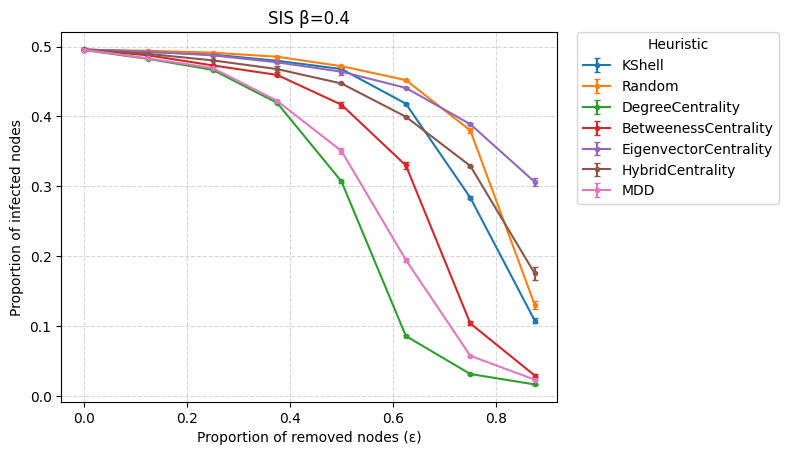 SIS β=0.4
Proportion of infected nodes
0.5
0.4
0.3
0.2
0.1
0.0
0.0 0.2 0.4 0.6 0.8
Proportion of removed nodes (ε)
Heuristic
KShell
Random
DegreeCentrality
BetweenessCentrality
EigenvectorCentrality
HybridCentrality
MDD